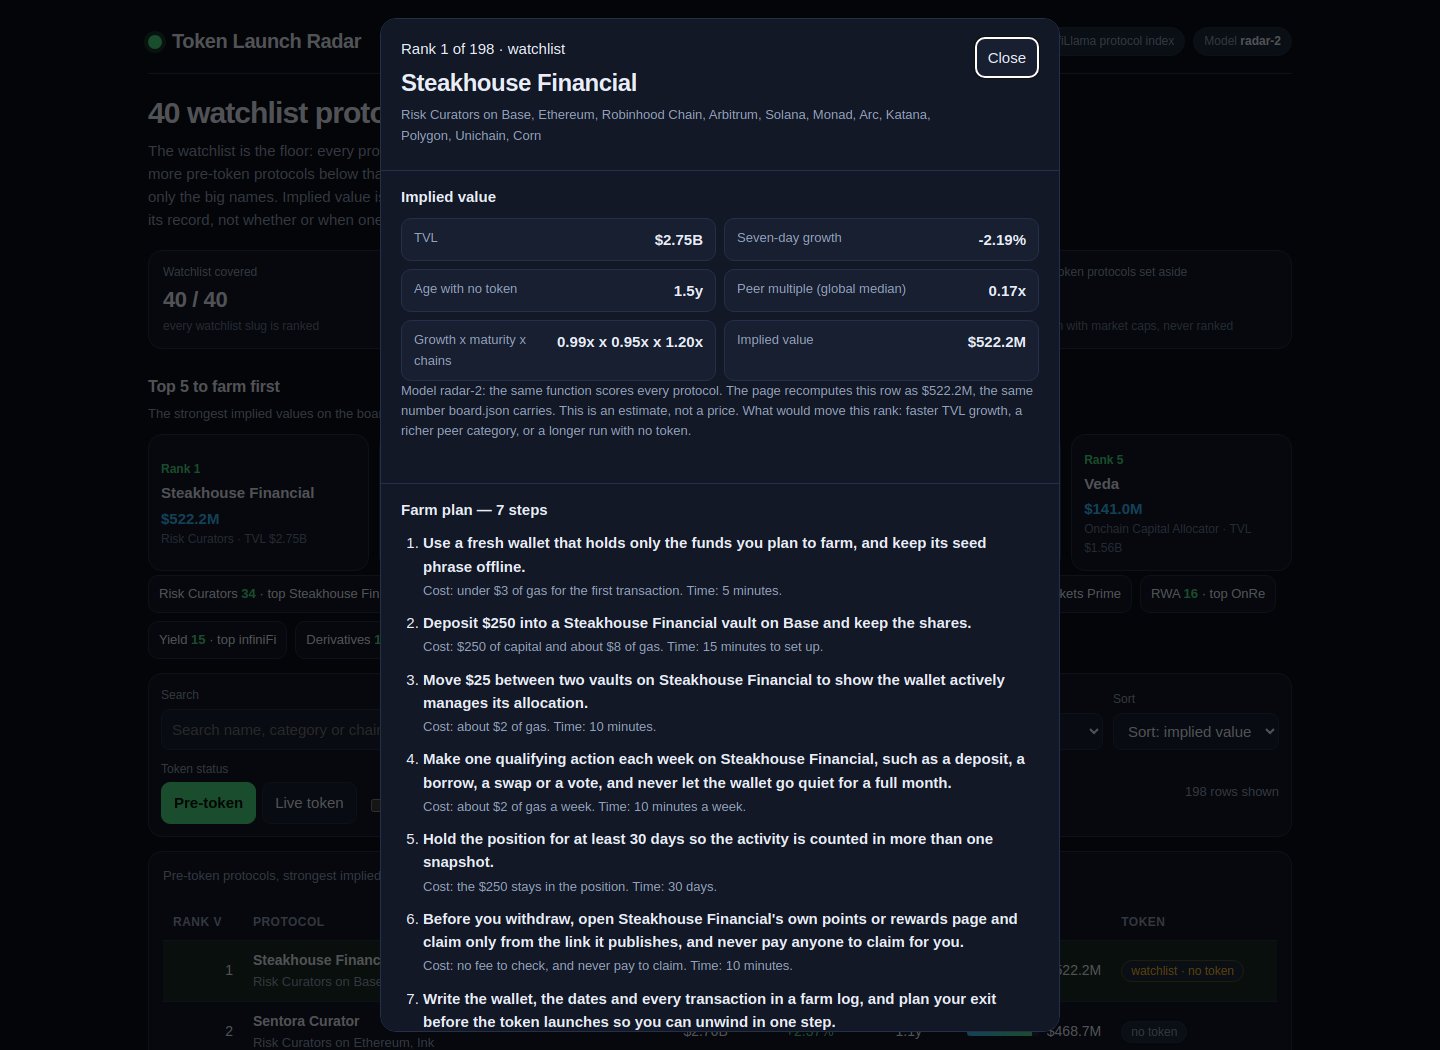 Token Launch Radar
iLlama protocol index
Model radar-2
40 watchlist proto
The watchlist is the floor: every pro
more pre-token protocols below tha
only the big names. Implied value is
its record, not whether or when one
Watchlist covered
40 / 40
every watchlist slug is ranked
oken protocols set aside
with market caps, never ranked
Top 5 to farm first
The strongest implied values on the boar
Rank 1
Steakhouse Financial
$522.2M
Risk Curators · TVL $2.75B
Rank 5
Veda
$141.0M
Onchain Capital Allocator · TVL
$1.56B
Risk Curators 34 · top Steakhouse Fin
kets Prime
RWA 16 · top OnRe
Yield 15 · top infiniFi
Derivatives 1
Search
Search name, category or chain
Sort
Sort: implied value
Token status
Pre-token
Live token
198 rows shown
Pre-token protocols, strongest implied
RANK V
PROTOCOL
TOKEN
1
Steakhouse Financ
Risk Curators on Base
522.2M
watchlist · no token
2
Sentora Curator
Risk Curators on Ethereum, Ink
$2.70B
+2.57%
1.1y
$468.7M
no token
Rank 1 of 198 · watchlist
Close
Steakhouse Financial
Risk Curators on Base, Ethereum, Robinhood Chain, Arbitrum, Solana, Monad, Arc, Katana,
Polygon, Unichain, Corn
Implied value
TVL
$2.75B
Seven-day growth
-2.19%
Age with no token
1.5y
Peer multiple (global median)
0.17x
Growth x maturity x
chains
0.99x x 0.95x x 1.20x
Implied value
$522.2M
Model radar-2: the same function scores every protocol. The page recomputes this row as $522.2M, the same
number board.json carries. This is an estimate, not a price. What would move this rank: faster TVL growth, a
richer peer category, or a longer run with no token.
Farm plan — 7 steps
1. Use a fresh wallet that holds only the funds you plan to farm, and keep its seed
phrase offline.
Cost: under $3 of gas for the first transaction. Time: 5 minutes.
2. Deposit $250 into a Steakhouse Financial vault on Base and keep the shares.
Cost: $250 of capital and about $8 of gas. Time: 15 minutes to set up.
3. Move $25 between two vaults on Steakhouse Financial to show the wallet actively
manages its allocation.
Cost: about $2 of gas. Time: 10 minutes.
4. Make one qualifying action each week on Steakhouse Financial, such as a deposit, a
borrow, a swap or a vote, and never let the wallet go quiet for a full month.
Cost: about $2 of gas a week. Time: 10 minutes a week.
5. Hold the position for at least 30 days so the activity is counted in more than one
snapshot.
Cost: the $250 stays in the position. Time: 30 days.
6. Before you withdraw, open Steakhouse Financial's own points or rewards page and
claim only from the link it publishes, and never pay anyone to claim for you.
Cost: no fee to check, and never pay to claim. Time: 10 minutes.
7. Write the wallet, the dates and every transaction in a farm log, and plan your exit
before the token launches so you can unwind in one step.